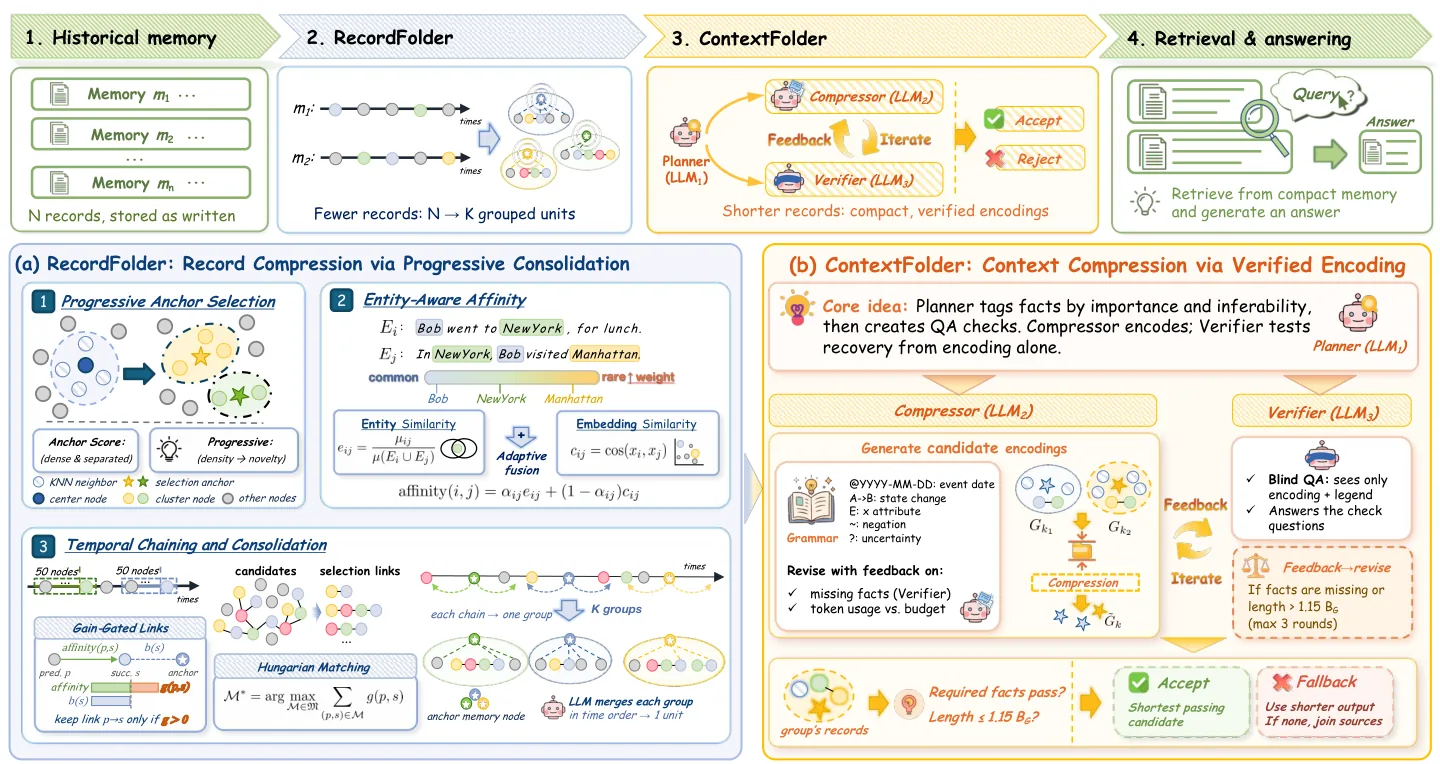 1. Historical memory
2. RecordFolder
3. ContextFolder
4. Retrieval & answering
Memory m1 ...
Memory m2 ...
...
Memory mn ...
N records, stored as written
m1:
times
m2:
times
Fewer records: N → K grouped units
Planner
(LLM1)
Compressor (LLM2)
Feedback
Iterate
Verifier (LLM3)
Accept
Reject
Shorter records: compact, verified encodings
Query ?
Answer
Retrieve from compact memory
and generate an answer
(a) RecordFolder: Record Compression via Progressive Consolidation
1 Progressive Anchor Selection
Anchor Score:
(dense & separated)
Progressive:
(density → novelty)
KNN neighbor
selection anchor
center node
cluster node
other nodes
2 Entity-Aware Affinity
Ei: Bob went to NewYork, for lunch.
Ej: In NewYork, Bob visited Manhattan.
common
rare↑weight
Bob
NewYork
Manhattan
Entity Similarity
eij = μij / μ(Ei ∪ Ej)
+
Adaptive
fusion
Embedding Similarity
cij = cos(xi, xj)
affinity(i, j) = αij eij + (1 − αij) cij
3 Temporal Chaining and Consolidation
50 nodes
...
50 nodes
...
times
Gain-Gated Links
affinity(p,s)
b(s)
pred. p
succ. s
anchor
affinity
g(p,s)
b(s)
keep link p→s only if g > 0
candidates
selection links
...
Hungarian Matching
M* = arg max M∈𝔐 ∑ (p,s)∈M g(p, s)
times
each chain → one group
K groups
anchor memory node
LLM merges each group
in time order → 1 unit
(b) ContextFolder: Context Compression via Verified Encoding
Core idea: Planner tags facts by importance and inferability,
then creates QA checks. Compressor encodes; Verifier tests
recovery from encoding alone.
Planner (LLM1)
Compressor (LLM2)
Generate candidate encodings
Grammar
@YYYY-MM-DD: event date
A->B: state change
E: x attribute
~: negation
?: uncertainty
Revise with feedback on:
✓ missing facts (Verifier)
✓ token usage vs. budget
Gk1
Gk2
Compression
G̃k
Feedback
Iterate
Verifier (LLM3)
✓ Blind QA: sees only
encoding + legend
✓ Answers the check
questions
Feedback→revise
If facts are missing or
length > 1.15 BG
(max 3 rounds)
group's records
Required facts pass?
Length ≤ 1.15 BG?
Accept
Shortest passing
candidate
Fallback
Use shorter output
If none, join sources